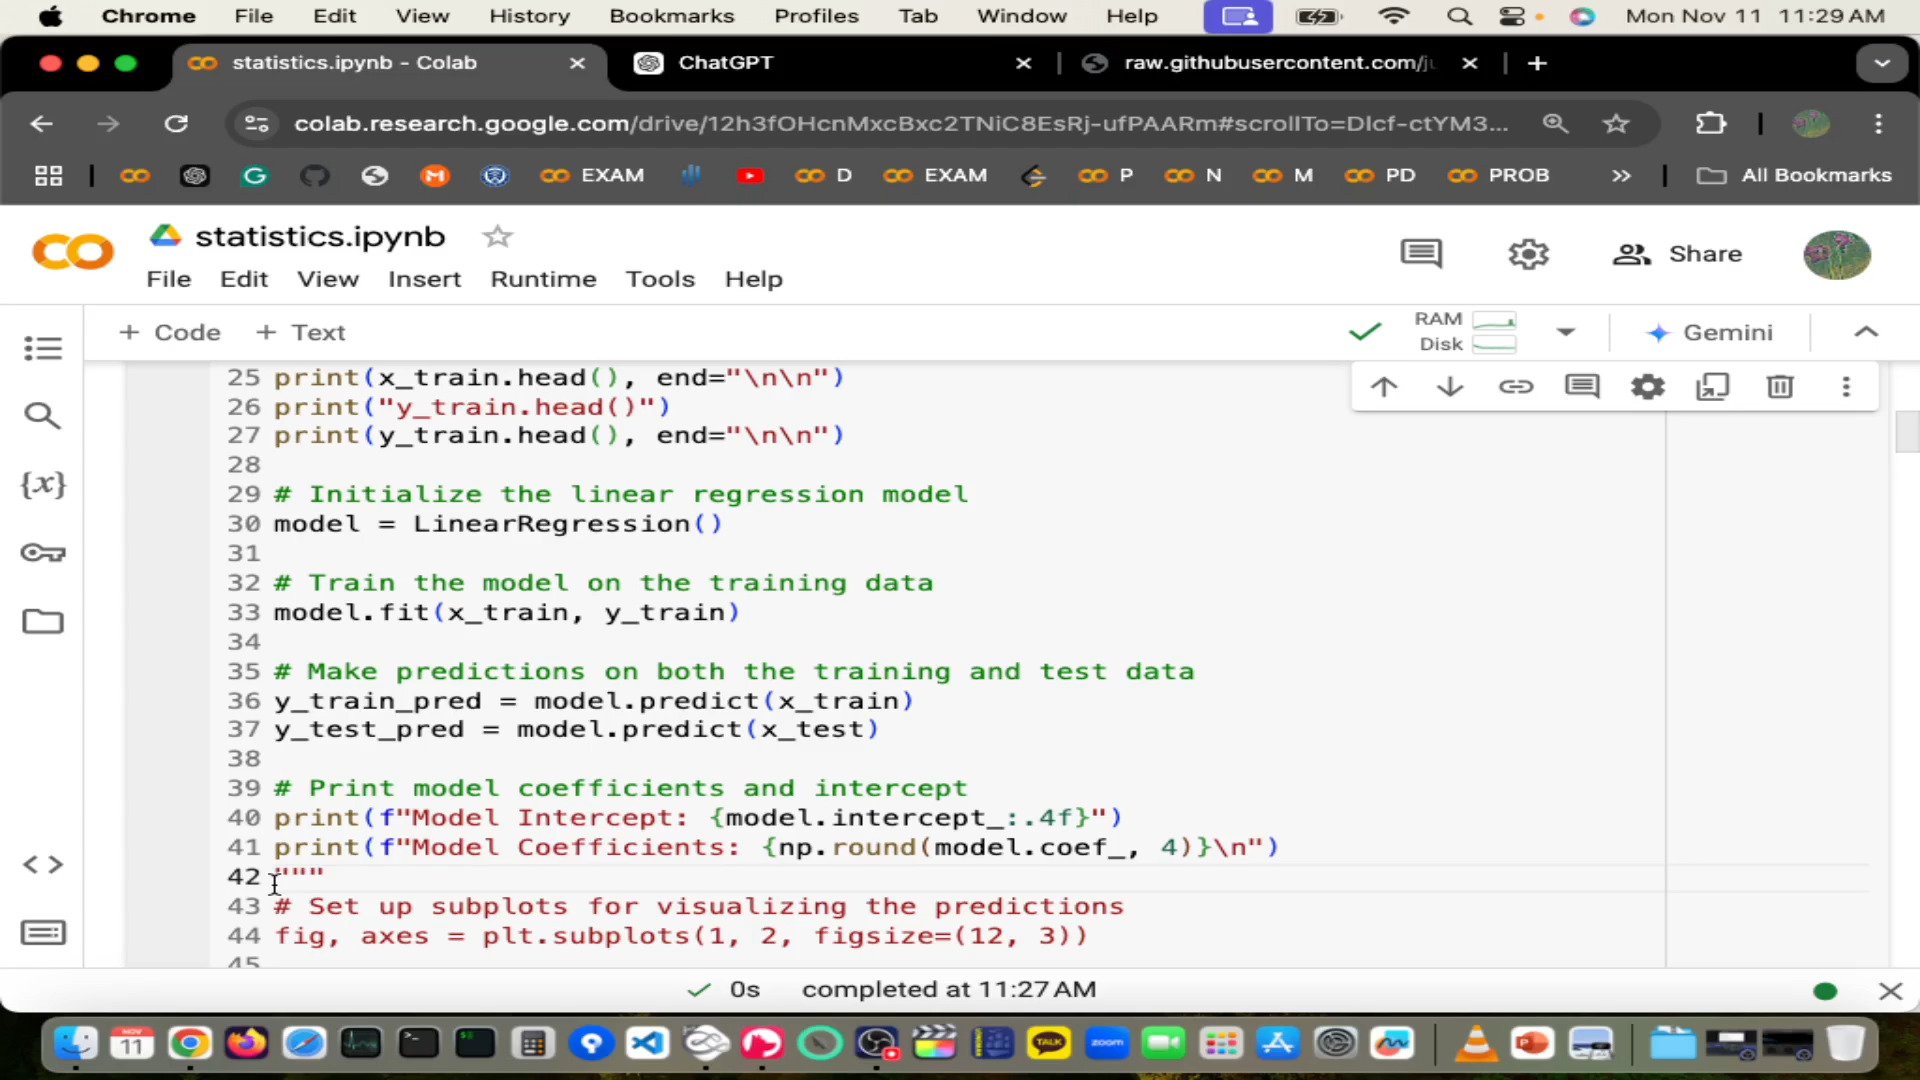 Chrome File Edit View History Bookmarks Profiles Tab Window Help Mon Nov 11 11:29 AM
statistics.ipynb - Colab ChatGPT raw.githubusercontent.com/
colab.research.google.com/drive/12h3fOHcnMxcBxc2TNiC8EsRj-ufPAARm#scrollTo=DIcf-ctYM3...
EXAM D EXAM P N M PD PROB All Bookmarks
statistics.ipynb
File Edit View Insert Runtime Tools Help
Share
+ Code + Text
RAM
Disk
Gemini
25 print(x_train.head(), end="\n\n")
26 print("y_train.head()")
27 print(y_train.head(), end="\n\n")
28
29 # Initialize the linear regression model
30 model = LinearRegression()
31
32 # Train the model on the training data
33 model.fit(x_train, y_train)
34
35 # Make predictions on both the training and test data
36 y_train_pred = model.predict(x_train)
37 y_test_pred = model.predict(x_test)
38
39 # Print model coefficients and intercept
40 print(f"Model Intercept: {model.intercept_:.4f}")
41 print(f"Model Coefficients: {np.round(model.coef_, 4)}\n")
42 """
43 # Set up subplots for visualizing the predictions
44 fig, axes = plt.subplots(1, 2, figsize=(12, 3))
45
0s completed at 11:27 AM
NOV
11
TALK
zoom